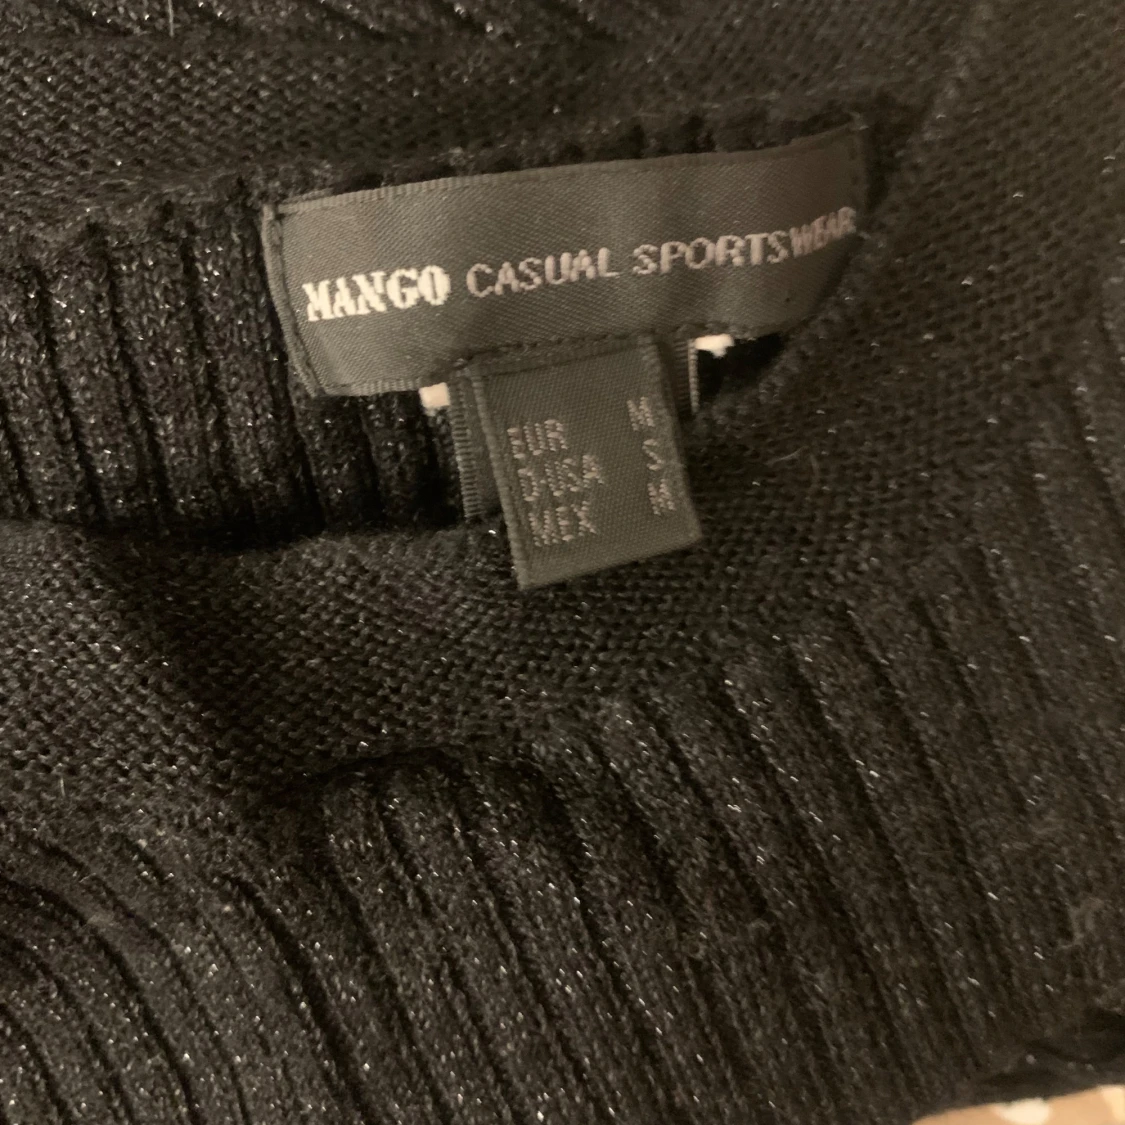 MANGO CASUAL SPORTSWEAR
EUR M
D-USA S
MEX M